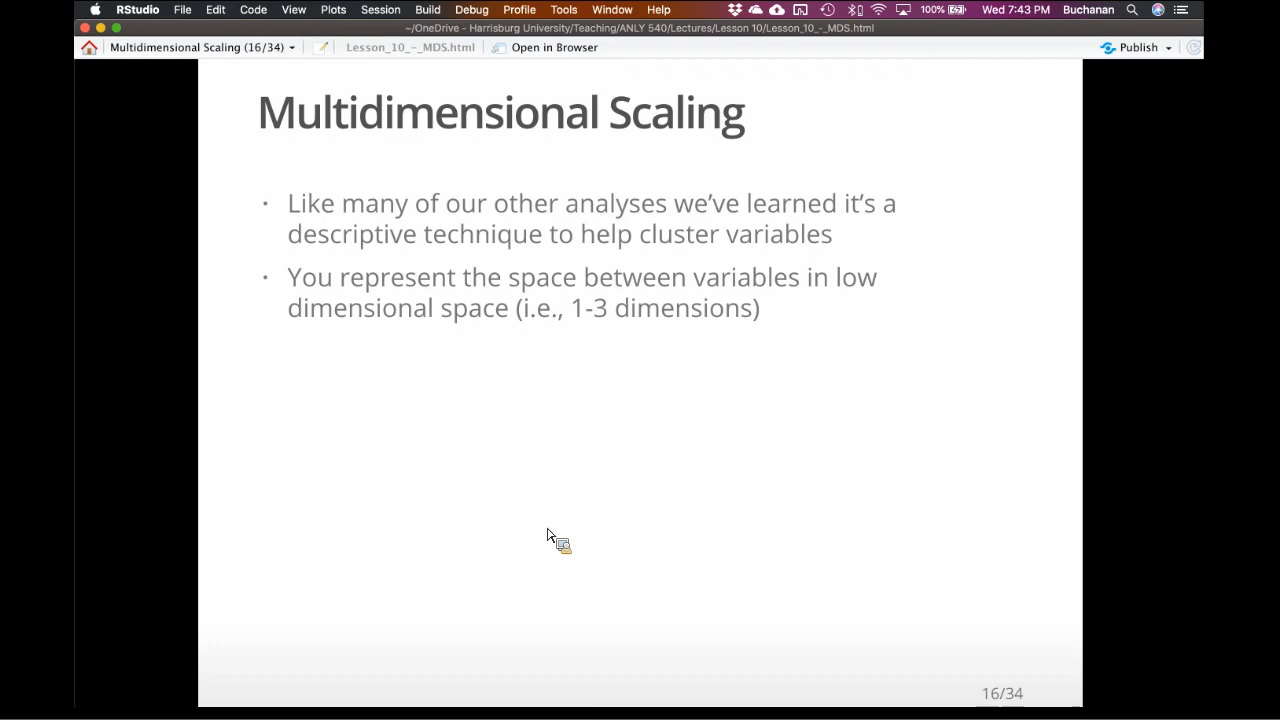 RStudio File Edit Code View Plots Session Build Debug Profile Tools Window Help 100% Wed 7:43 PM Buchanan
~/OneDrive - Harrisburg University/Teaching/ANLY 540/Lectures/Lesson 10/Lesson_10_-_MDS.html
Multidimensional Scaling (16/34) Lesson_10_-_MDS.html Open in Browser Publish
Multidimensional Scaling
• Like many of our other analyses we’ve learned it’s a
descriptive technique to help cluster variables
• You represent the space between variables in low
dimensional space (i.e., 1-3 dimensions)
16/34